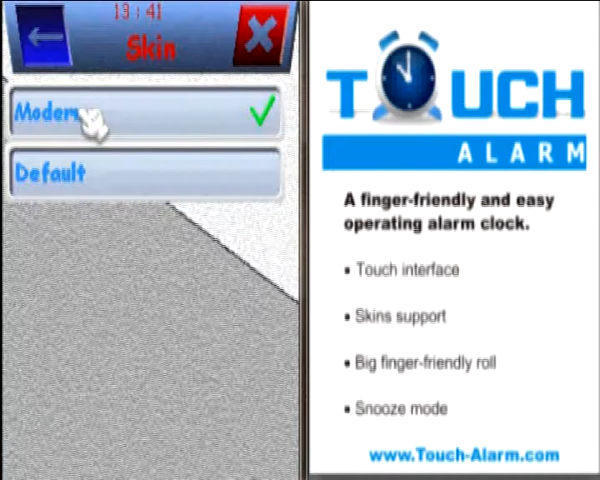 13:41
Skin
Modern
Default
TOUCH
ALARM
A finger-friendly and easy
operating alarm clock.
Touch interface
Skins support
Big finger-friendly roll
Snooze mode
www.Touch-Alarm.com